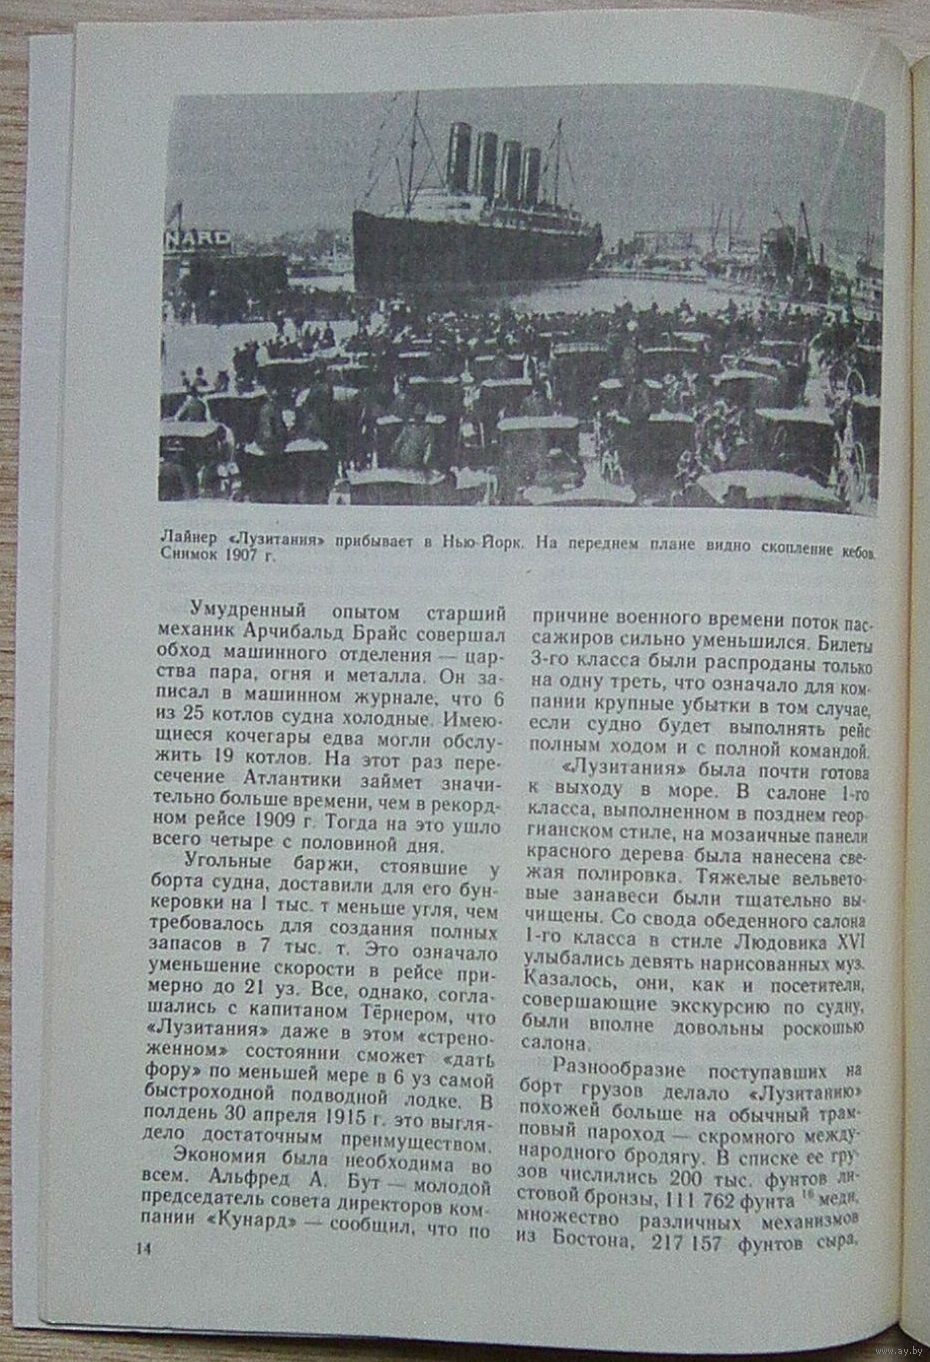 NARD
Лайнер «Лузитания» прибывает в Нью-Йорк. На переднем плане видно скопление кебов.
Снимок 1907 г.
Умудренный опытом старший
механик Арчибальд Брайс совершал
обход машинного отделения — цар-
ства пара, огня и металла. Он за-
писал в машинном журнале, что 6
из 25 котлов судна холодные. Имею-
щиеся кочегары едва могли обслу-
жить 19 котлов. На этот раз пере-
сечение Атлантики займет значи-
тельно больше времени, чем в рекорд-
ном рейсе 1909 г. Тогда на это ушло
всего четыре с половиной дня.
Угольные баржи, стоявшие у
борта судна, доставили для его бун-
керовки на 1 тыс. т меньше угля, чем
требовалось для создания полных
запасов в 7 тыс. т. Это означало
уменьшение скорости в рейсе при-
мерно до 21 уз. Все, однако, согла-
шались с капитаном Тёрнером, что
«Лузитания» даже в этом «стрено-
женном» состоянии сможет «дать
фору» по меньшей мере в 6 уз самой
быстроходной подводной лодке. В
полдень 30 апреля 1915 г. это выгля-
дело достаточным преимуществом.
Экономия была необходима во
всем. Альфред А. Бут — молодой
председатель совета директоров ком-
пании «Кунард» — сообщил, что по
14
причине военного времени поток пас-
сажиров сильно уменьшился. Билеты
3-го класса были распроданы только
на одну треть, что означало для ком-
пании крупные убытки в том случае,
если судно будет выполнять рейс
полным ходом и с полной командой.
«Лузитания» была почти готова
к выходу в море. В салоне 1-го
класса, выполненном в позднем геор-
гианском стиле, на мозаичные панели
красного дерева была нанесена све-
жая полировка. Тяжелые вельвето-
вые занавеси были тщательно вы-
чищены. Со свода обеденного салона
1-го класса в стиле Людовика XVI
улыбались девять нарисованных муз.
Казалось, они, как и посетители,
совершающие экскурсию по судну,
были вполне довольны роскошью
салона.
Разнообразие поступавших на
борт грузов делало «Лузитанию»
похожей больше на обычный трам-
повый пароход — скромного между-
народного бродягу. В списке ее гру-
зов числились 200 тыс. фунтов ли-
стовой бронзы, 111 762 фунта 16 меди,
множество различных механизмов
из Бостона, 217 157 фунтов сыра,
www.ay.by